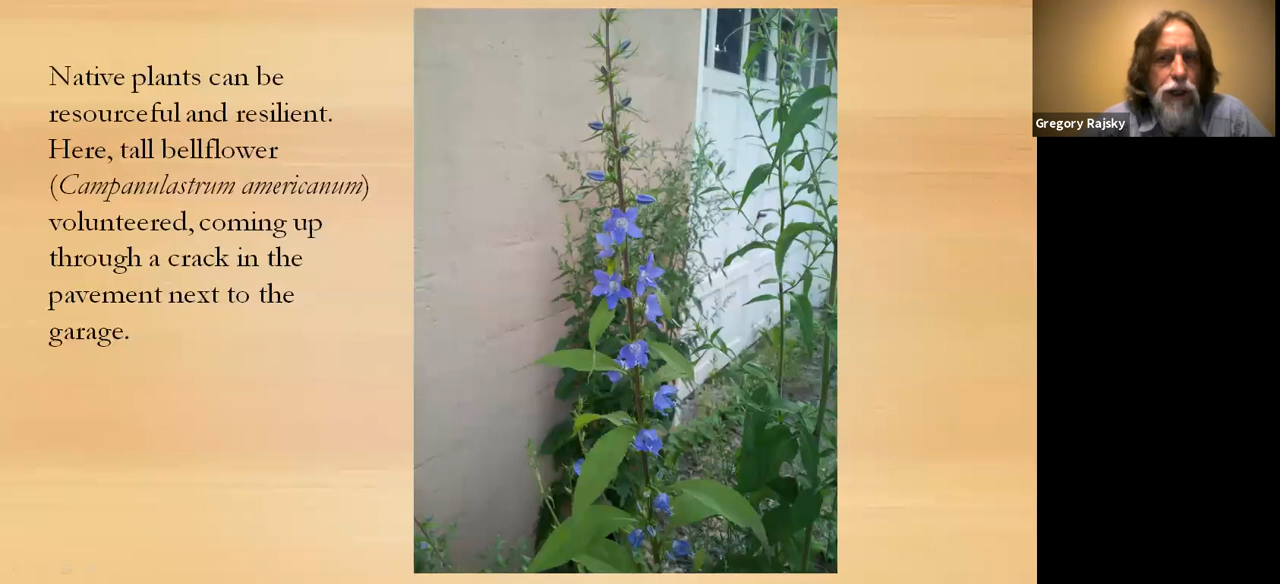 Native plants can be
resourceful and resilient.
Here, tall bellflower
(Campanulastrum americanum)
volunteered, coming up
through a crack in the
pavement next to the
garage.
Gregory Rajsky